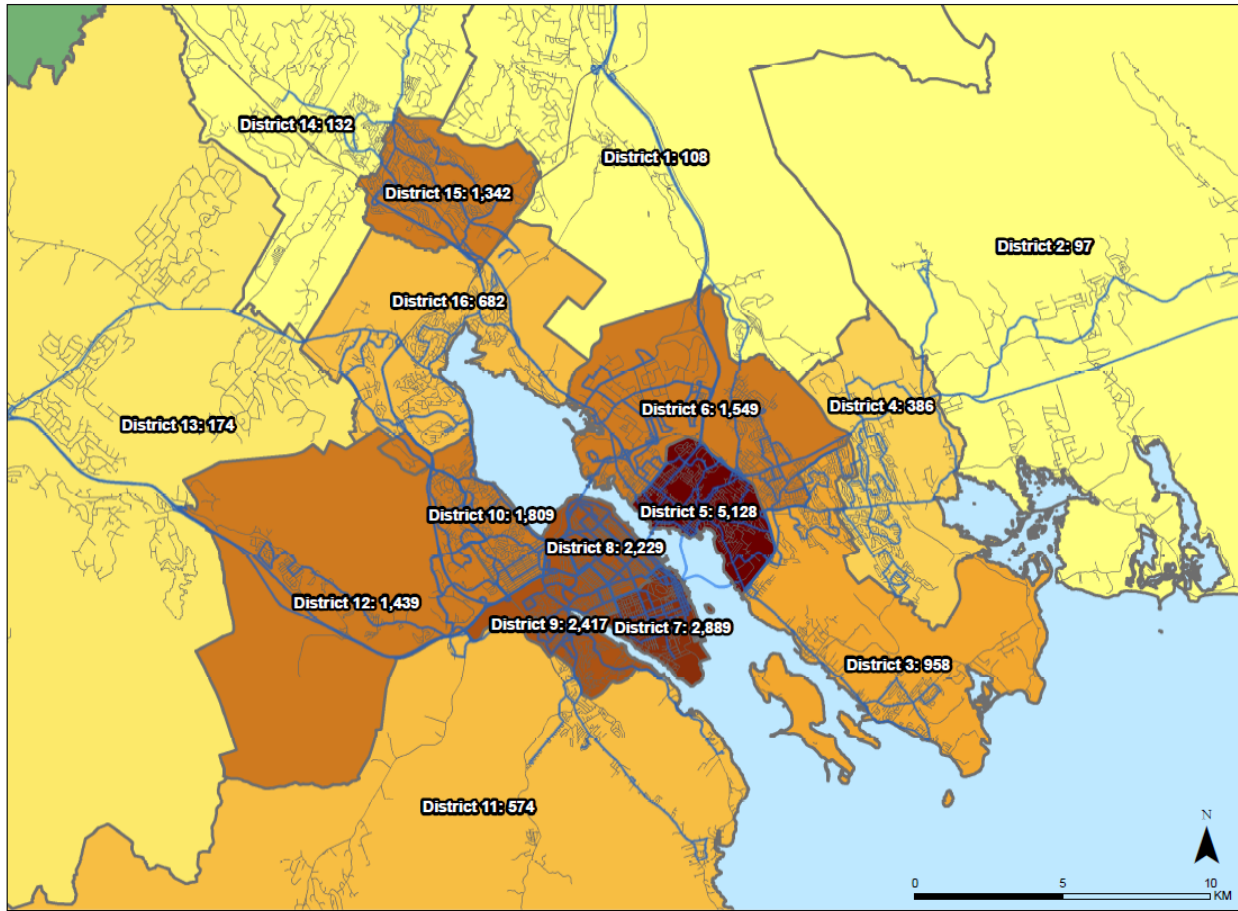 District 14: 132
District 1: 108
District 15: 1,342
District 2: 97
District 16: 682
District 13: 174
District 6: 1,549
District 4: 386
District 10: 1,809
District 5: 5,128
District 8: 2,229
District 12: 1,439
District 9: 2,417
District 7: 2,889
District 3: 958
District 11: 574
N
0 5 10
KM